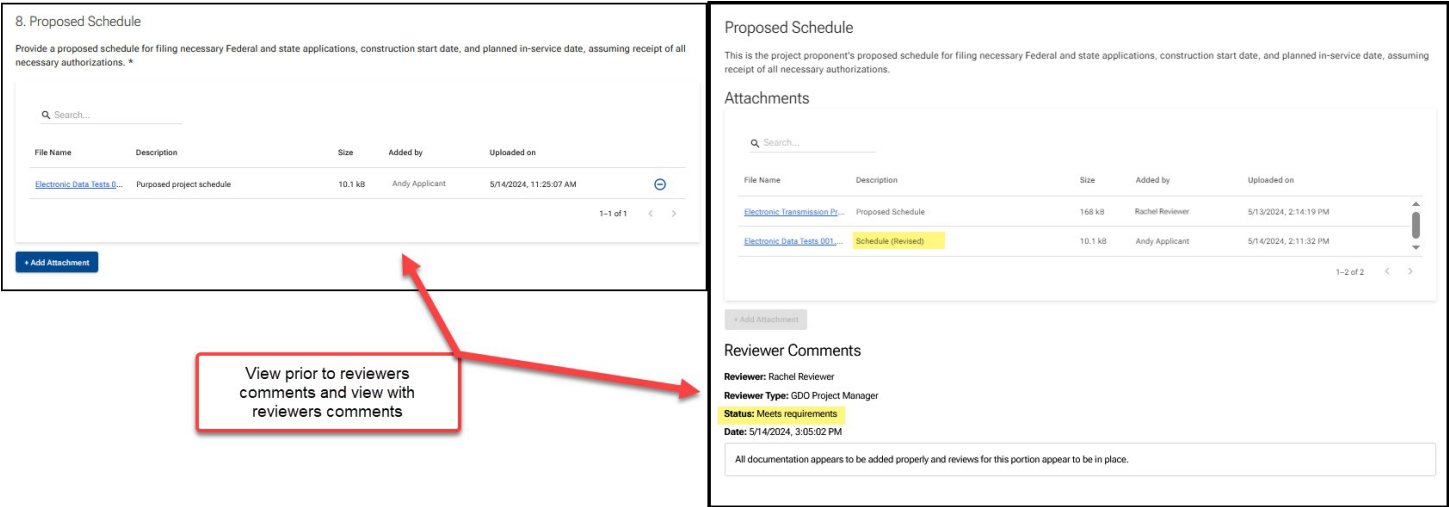 8. Proposed Schedule
Provide a proposed schedule for filing necessary Federal and state applications, construction start date, and planned in-service date, assuming receipt of all
necessary authorizations. *
Search...
File Name Description Size Added by Uploaded on
Electronic Data Tests 0... Purposed project schedule 10.1 kB Andy Applicant 5/14/2024, 11:25:07 AM
1–1 of 1
+ Add Attachment
View prior to reviewers
comments and view with
reviewers comments
Proposed Schedule
This is the project proponent's proposed schedule for filing necessary Federal and state applications, construction start date, and planned in-service date, assuming
receipt of all necessary authorizations.
Attachments
Search...
File Name Description Size Added by Uploaded on
Electronic Transmission Pr... Proposed Schedule 168 kB Rachel Reviewer 5/13/2024, 2:14:19 PM
Electronic Data Tests 001.... Schedule (Revised) 10.1 kB Andy Applicant 5/14/2024, 2:11:32 PM
1–2 of 2
+ Add Attachment
Reviewer Comments
Reviewer: Rachel Reviewer
Reviewer Type: GDO Project Manager
Status: Meets requirements
Date: 5/14/2024, 3:05:02 PM
All documentation appears to be added properly and reviews for this portion appear to be in place.